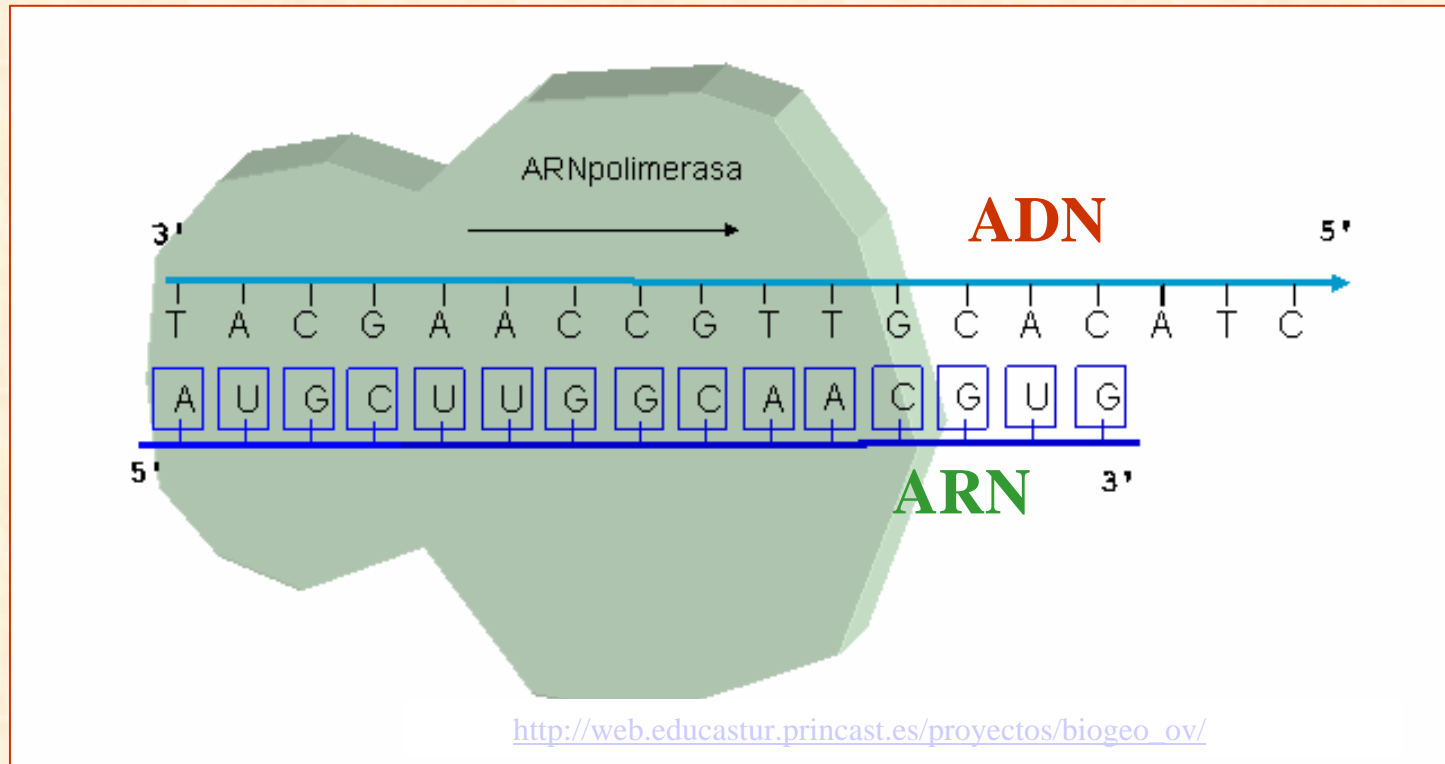 ARNpolimerasa
ADN
3' 5'
T A C G A A C C G T T G C A C A T C
A U G C U U G G C A A C G U G
5' 3'
ARN
http://web.educastur.princast.es/proyectos/biogeo_ov/